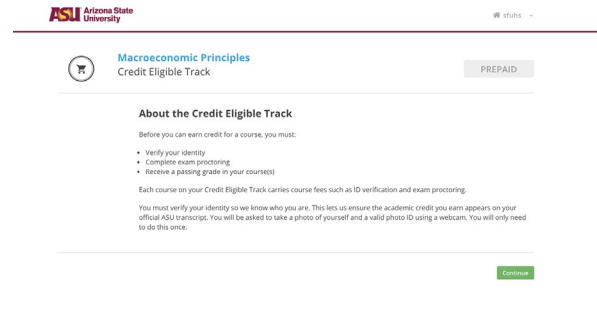 ASU Arizona State
University
sfuhs
Macroeconomic Principles
Credit Eligible Track
PREPAID
About the Credit Eligible Track
Before you can earn credit for a course, you must:
• Verify your identity
• Complete exam proctoring
• Receive a passing grade in your course(s)
Each course on your Credit Eligible Track carries course fees such as ID verification and exam proctoring.
You must verify your identity so we know who you are. This lets us ensure the academic credit you earn appears on your
official ASU transcript. You will be asked to take a photo of yourself and a valid photo ID using a webcam. You will only need
to do this once.
Continue